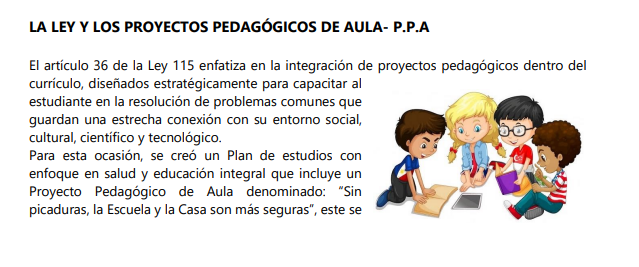 LA LEY Y LOS PROYECTOS PEDAGÓGICOS DE AULA- P.P.A
El artículo 36 de la Ley 115 enfatiza en la integración de proyectos pedagógicos dentro del
currículo, diseñados estratégicamente para capacitar al
estudiante en la resolución de problemas comunes que
guardan una estrecha conexión con su entorno social,
cultural, científico y tecnológico.
Para esta ocasión, se creó un Plan de estudios con
enfoque en salud y educación integral que incluye un
Proyecto Pedagógico de Aula denominado: “Sin
picaduras, la Escuela y la Casa son más seguras”, este se